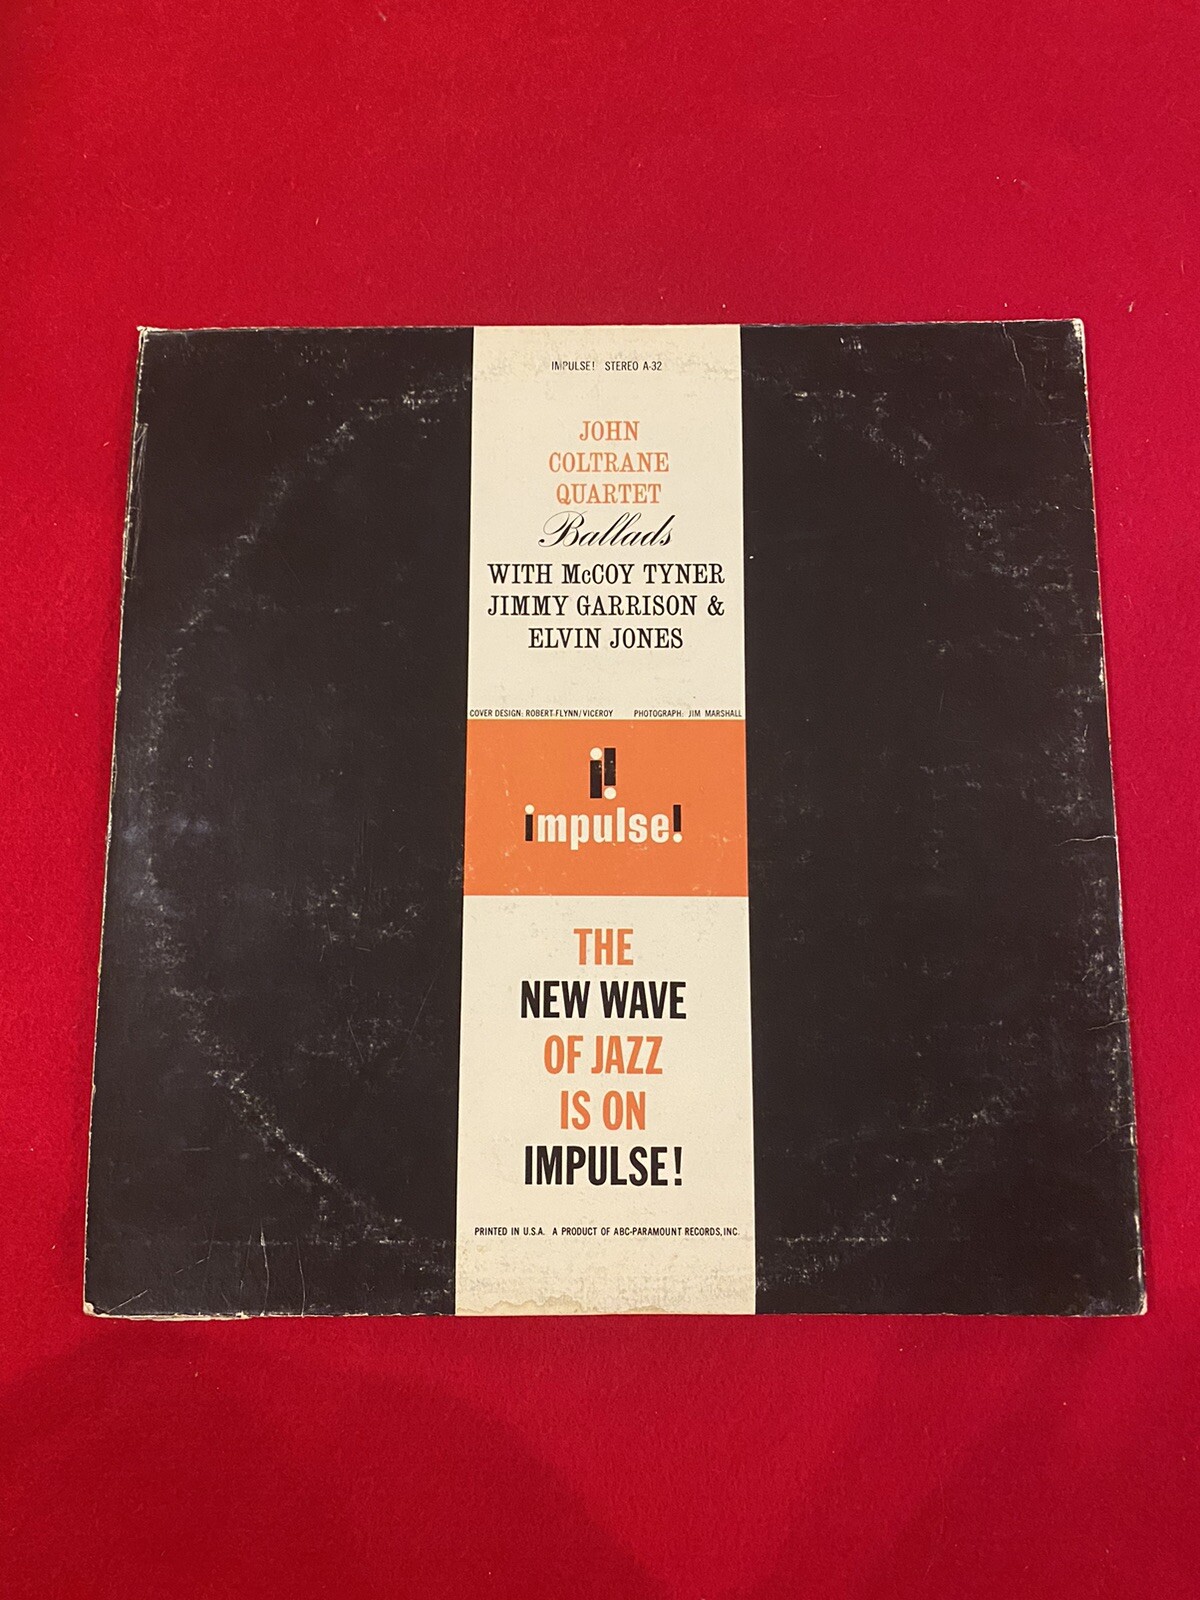 IMPULSE! STEREO A-32
JOHN
COLTRANE
QUARTET
Ballads
WITH McCOY TYNER
JIMMY GARRISON &
ELVIN JONES
COVER DESIGN: ROBERT FLYNN/VICEROY PHOTOGRAPH: JIM MARSHALL
i!
impulse!
THE
NEW WAVE
OF JAZZ
IS ON
IMPULSE!
PRINTED IN U.S.A. A PRODUCT OF ABC-PARAMOUNT RECORDS, INC.